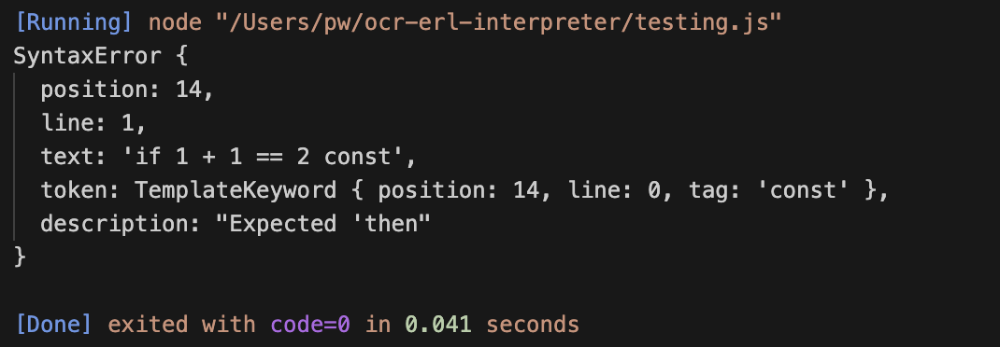 [Running] node "/Users/pw/ocr-erl-interpreter/testing.js"
SyntaxError {
  position: 14,
  line: 1,
  text: 'if 1 + 1 == 2 const',
  token: TemplateKeyword { position: 14, line: 0, tag: 'const' },
  description: "Expected 'then"
}
[Done] exited with code=0 in 0.041 seconds